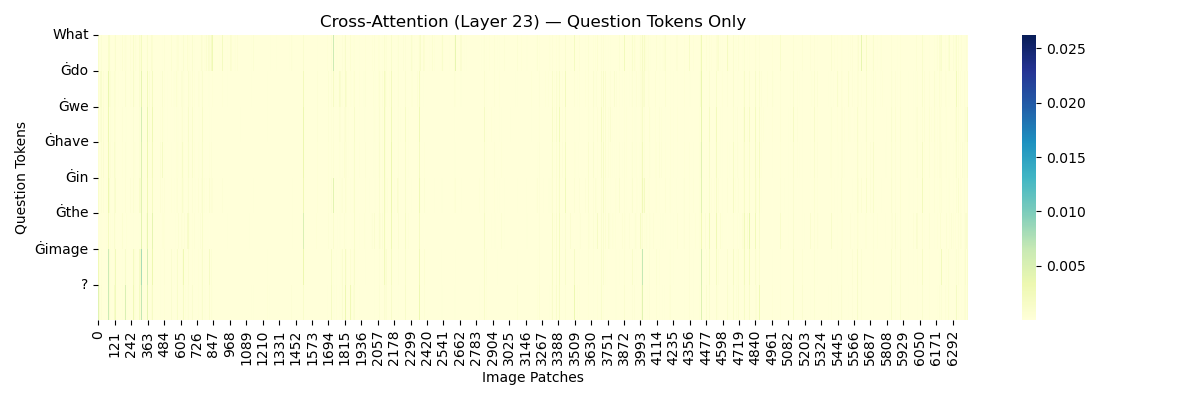 Cross-Attention (Layer 23) — Question Tokens Only
Question Tokens
What
Ġdo
Ġwe
Ġhave
Ġin
Ġthe
Ġimage
?
0 121 242 363 484 605 726 847 968 1089 1210 1331 1452 1573 1694 1815 1936 2057 2178 2299 2420 2541 2662 2783 2904 3025 3146 3267 3388 3509 3630 3751 3872 3993 4114 4235 4356 4477 4598 4719 4840 4961 5082 5203 5324 5445 5566 5687 5808 5929 6050 6171 6292
Image Patches
0.025
0.020
0.015
0.010
0.005